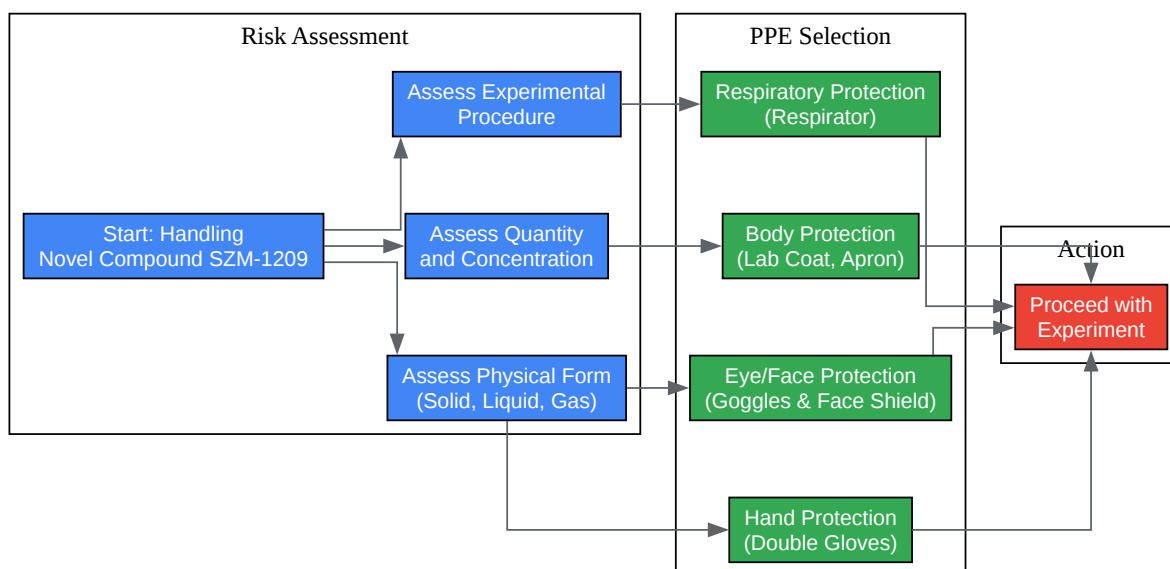 Risk Assessment
PPE Selection
Assess Experimental
Procedure
Respiratory Protection
(Respirator)
Start: Handling
Novel Compound SZM-1209
Assess Quantity
and Concentration
Body Protection
(Lab Coat, Apron)
Action
Proceed with
Experiment
Assess Physical Form
(Solid, Liquid, Gas)
Eye/Face Protection
(Goggles & Face Shield)
Hand Protection
(Double Gloves)